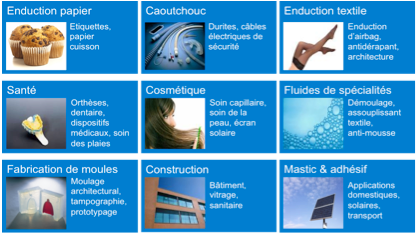 Enduction papier
Etiquettes,
papier
cuisson
Caoutchouc
Durites, câbles
électriques de
sécurité
Enduction textile
Enduction
d'airbag,
antidérapant,
architecture
Santé
Orthèses,
dentaire,
dispositifs
médicaux, soin
des plaies
Cosmétique
Soin capillaire,
soin de la
peau, écran
solaire
Fluides de spécialités
Démoulage,
assouplissant
textile,
anti-mousse
Fabrication de moules
Moulage
architectural,
tampographie,
prototypage
Construction
Bâtiment,
vitrage,
sanitaire
Mastic & adhésif
Applications
domestiques,
solaires,
transport